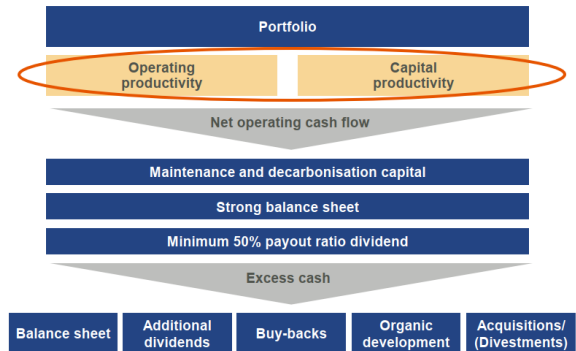 Portfolio
Operating
productivity
Capital
productivity
Net operating cash flow
Maintenance and decarbonisation capital
Strong balance sheet
Minimum 50% payout ratio dividend
Excess cash
Balance sheet
Additional
dividends
Buy-backs
Organic
development
Acquisitions/
(Divestments)